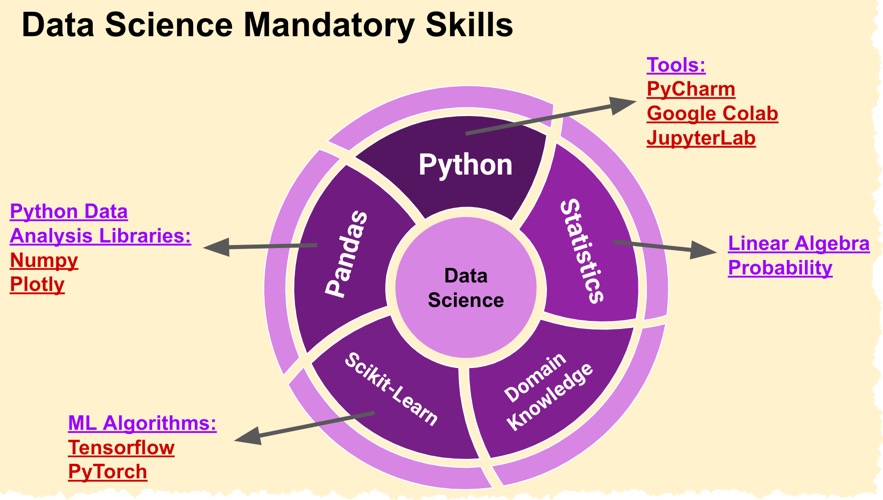 Data Science Mandatory Skills
Tools:
PyCharm
Google Colab
JupyterLab
Python
Python Data
Analysis Libraries:
Numpy
Plotly
Pandas
Statistics
Linear Algebra
Probability
Data
Science
Scikit-Learn
Domain
Knowledge
ML Algorithms:
Tensorflow
PyTorch